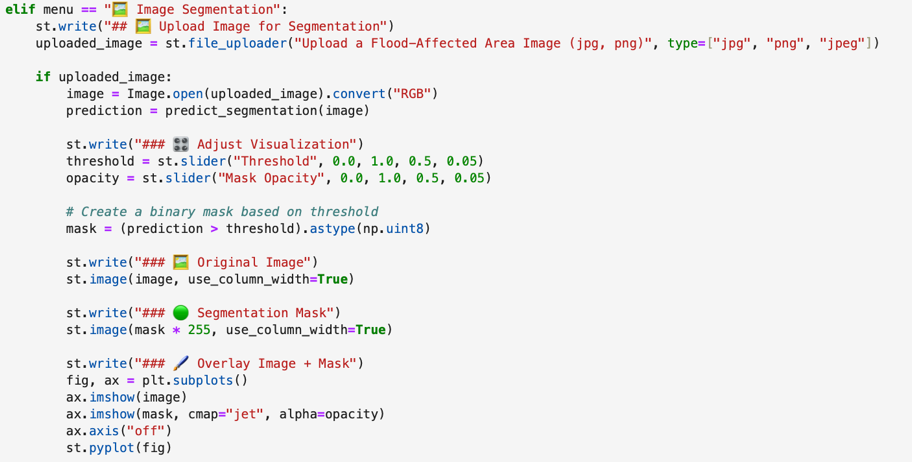 elif menu == "🖼️ Image Segmentation":
    st.write("## 🖼️ Upload Image for Segmentation")
    uploaded_image = st.file_uploader("Upload a Flood-Affected Area Image (jpg, png)", type=["jpg", "png", "jpeg"])

    if uploaded_image:
        image = Image.open(uploaded_image).convert("RGB")
        prediction = predict_segmentation(image)

        st.write("### 🎛️ Adjust Visualization")
        threshold = st.slider("Threshold", 0.0, 1.0, 0.5, 0.05)
        opacity = st.slider("Mask Opacity", 0.0, 1.0, 0.5, 0.05)

        # Create a binary mask based on threshold
        mask = (prediction > threshold).astype(np.uint8)

        st.write("### 🖼️ Original Image")
        st.image(image, use_column_width=True)

        st.write("### 🟢 Segmentation Mask")
        st.image(mask * 255, use_column_width=True)

        st.write("### 🖌️ Overlay Image + Mask")
        fig, ax = plt.subplots()
        ax.imshow(image)
        ax.imshow(mask, cmap="jet", alpha=opacity)
        ax.axis("off")
        st.pyplot(fig)